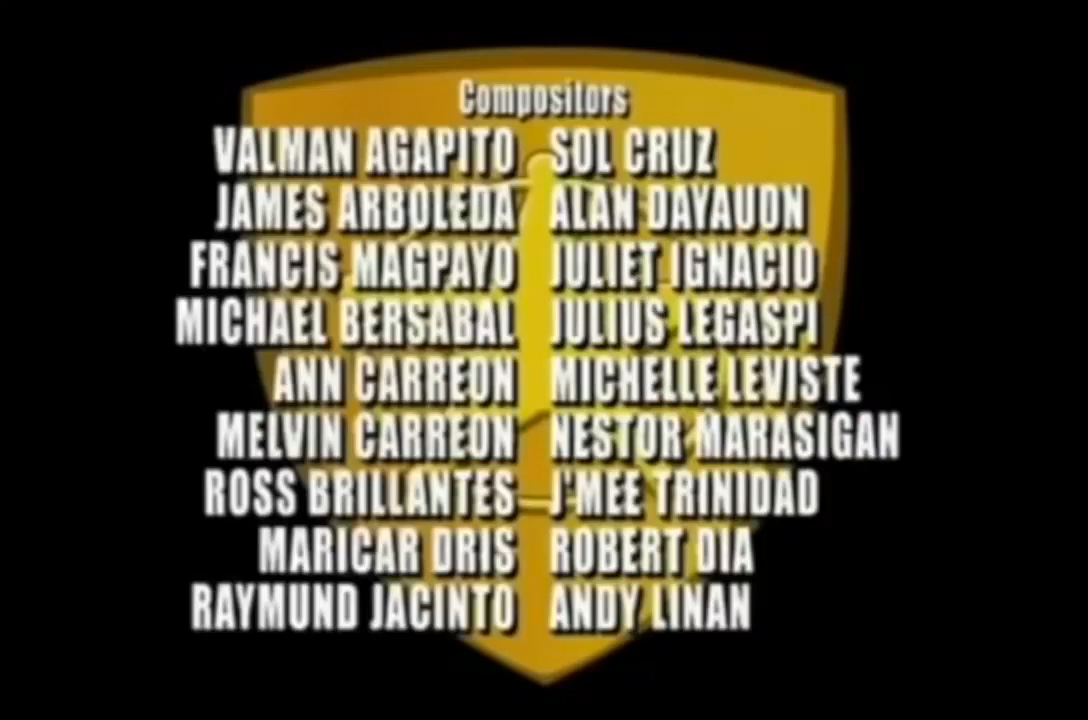 Compositors
VALMAN AGAPITO SOL CRUZ
JAMES ARBOLEDA ALAN DAYAUON
FRANCIS MAGPAYO JULIET IGNACIO
MICHAEL BERSABAL JULIUS LEGASPI
ANN CARREON MICHELLE LEVISTE
MELVIN CARREON NESTOR MARASIGAN
ROSS BRILLANTES J'MEE TRINIDAD
MARICAR DRIS ROBERT DIA
RAYMUND JACINTO ANDY LINAN